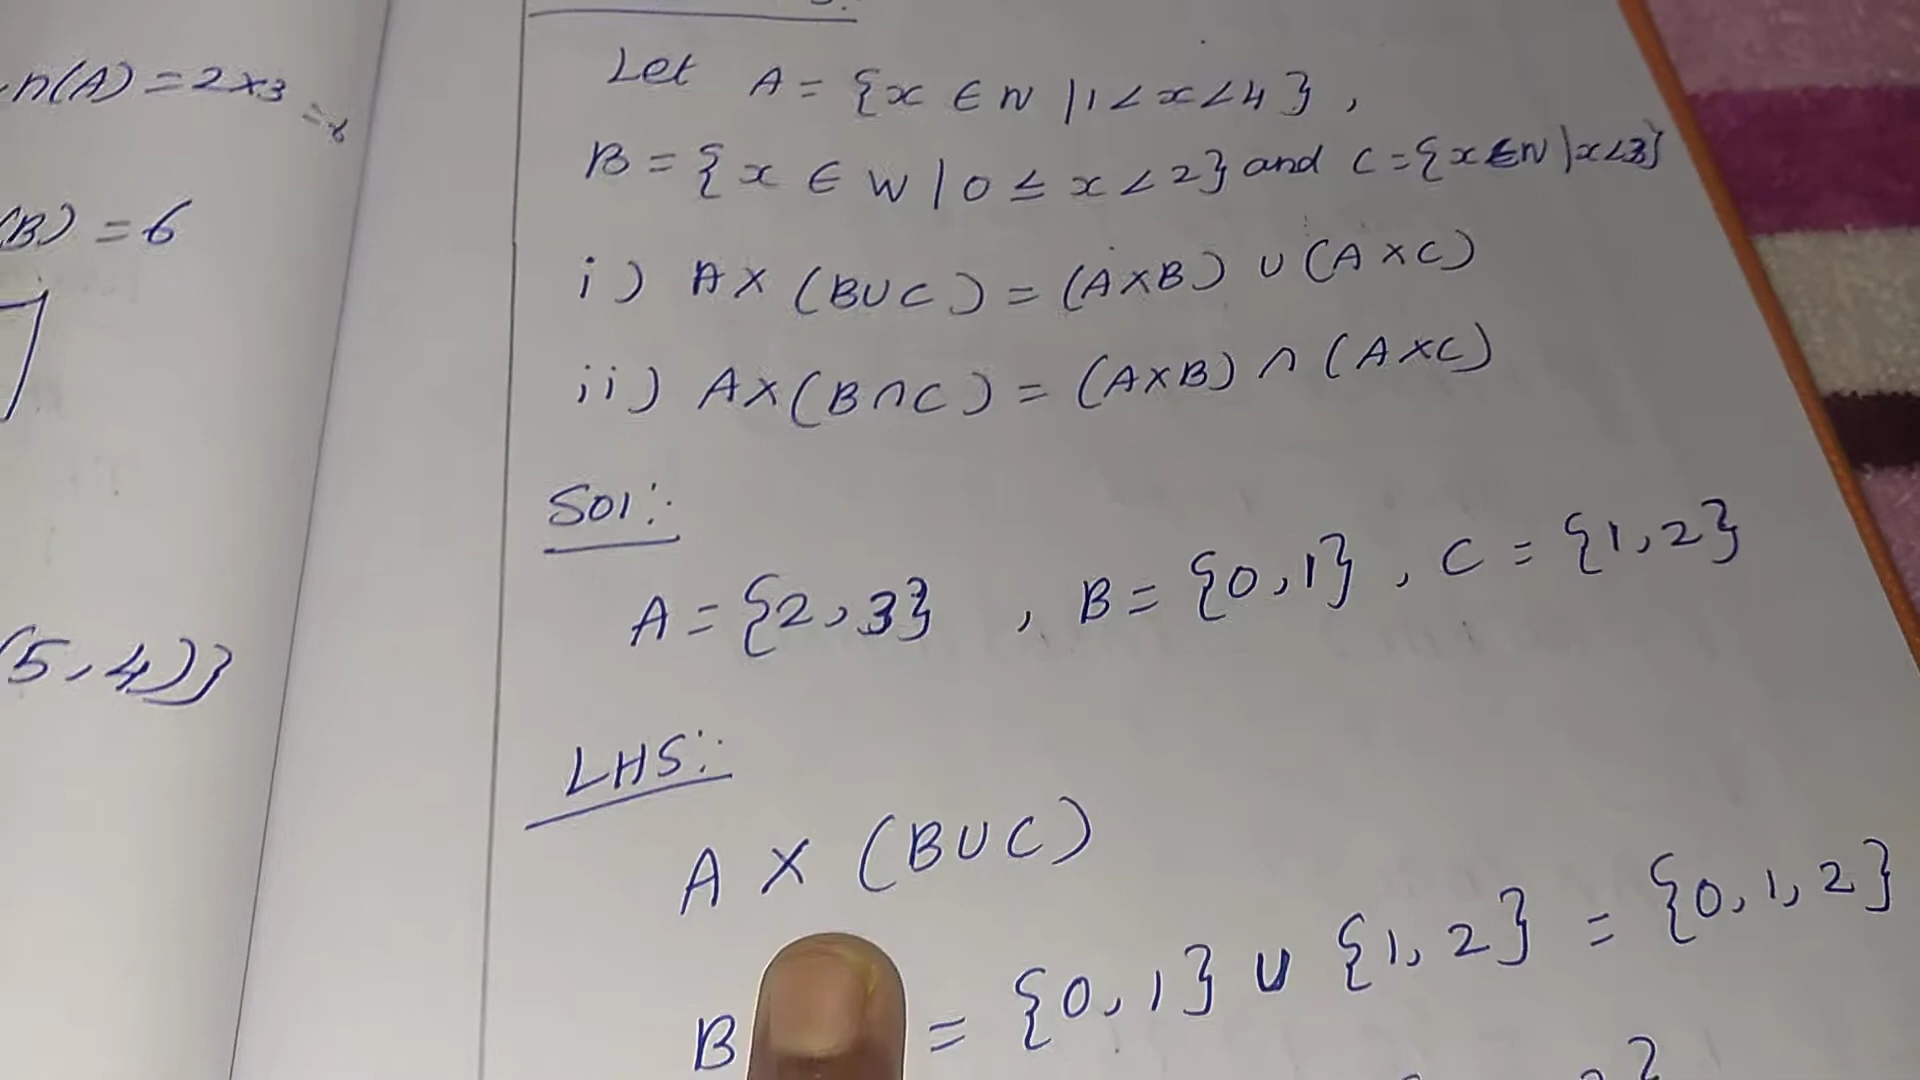 n(A) = 2×3
= 6
(B) = 6
(5,4)}
Let A = {x ∈ N | 1 < x < 4},
B = {x ∈ W | 0 ≤ x < 2} and C = {x ∈ N | x < 3}
i) A × (B ∪ C) = (A × B) ∪ (A × C)
ii) A × (B ∩ C) = (A × B) ∩ (A × C)
Sol:
A = {2, 3}, B = {0, 1}, C = {1, 2}
LHS:
A × (B ∪ C)
B = {0, 1} ∪ {1, 2} = {0, 1, 2}